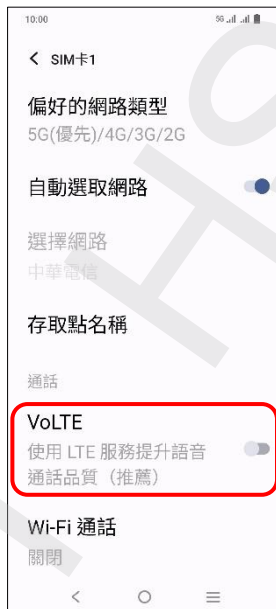 10:00
5G
< SIM卡1
偏好的網路類型
5G(優先)/4G/3G/2G
自動選取網路
選擇網路
中華電信
存取點名稱
通話
VoLTE
使用 LTE 服務提升語音
通話品質（推薦）
Wi-Fi 通話
關閉